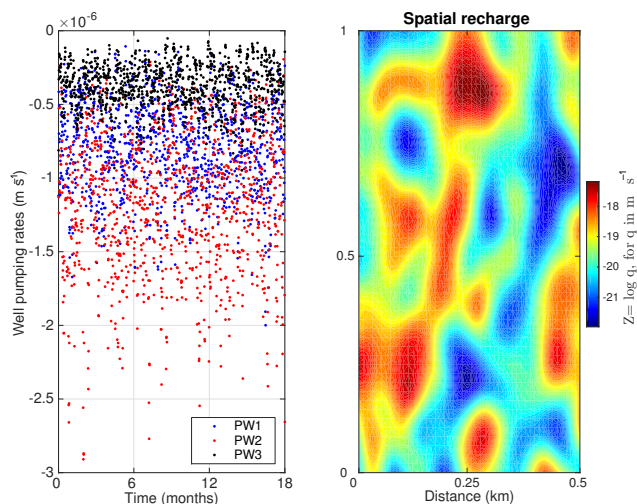 ×10⁻⁶
0
-0.5
-1
-1.5
-2
-2.5
-3
Well pumping rates (m s⁻¹)
0 6 12 18
Time (months)
PW1
PW2
PW3
Spatial recharge
1
0.5
0
0 0.25 0.5
Distance (km)
-18
-19
-20
-21
Z= log q, for q in m s⁻¹